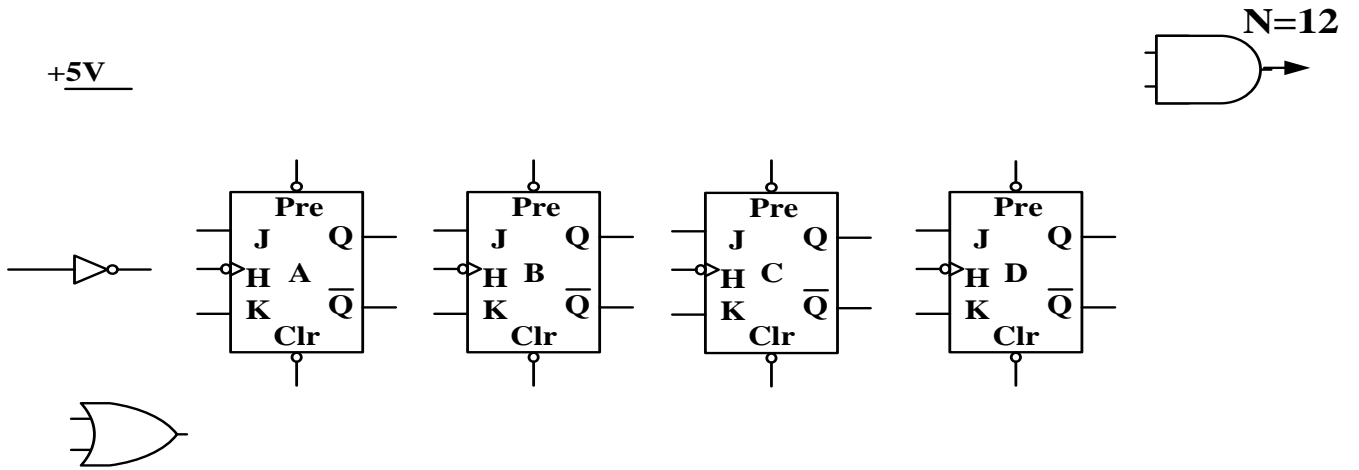 N=12
+5V
Pre Pre Pre Pre
J Q J Q J Q J Q
H A H B H C H D
K Q̅ K Q̅ K Q̅ K Q̅
Clr Clr Clr Clr